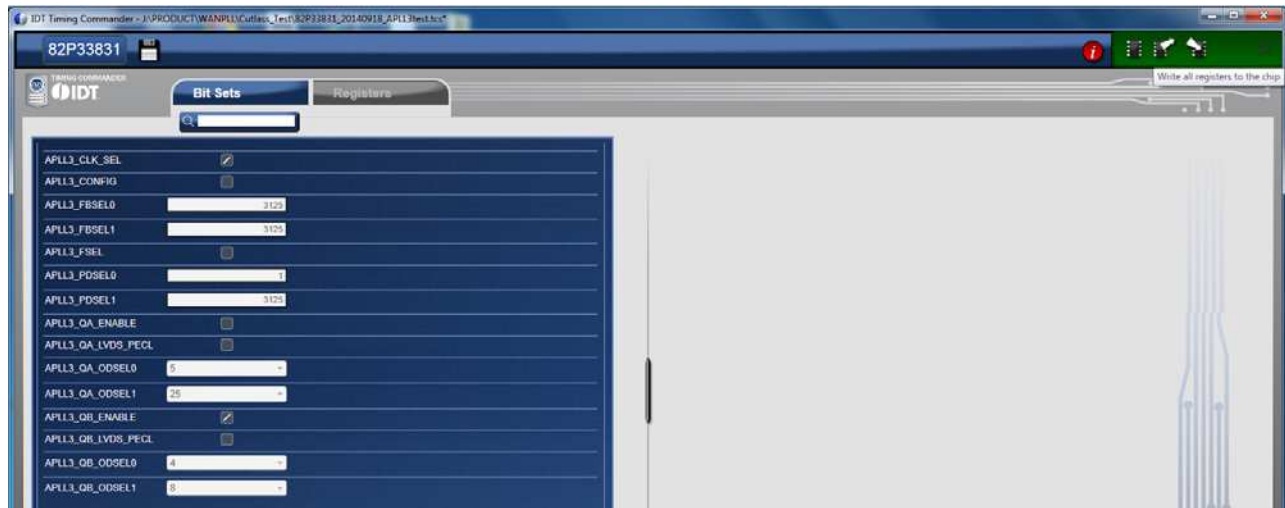 IDT Timing Commander - J:\PRODUCT\WANPLL\Cutlass_Test\82P33831_20140918_APLL3test.tcs*
82P33831
i
Write all registers to the chip
TIMING COMMANDER
IDT
Bit Sets
Registers
APLL3_CLK_SEL
APLL3_CONFIG
APLL3_FBSEL0 3125
APLL3_FBSEL1 3125
APLL3_FSEL
APLL3_PDSEL0 1
APLL3_PDSEL1 3125
APLL3_QA_ENABLE
APLL3_QA_LVDS_PECL
APLL3_QA_ODSEL0 5
APLL3_QA_ODSEL1 25
APLL3_QB_ENABLE
APLL3_QB_LVDS_PECL
APLL3_QB_ODSEL0 4
APLL3_QB_ODSEL1 8